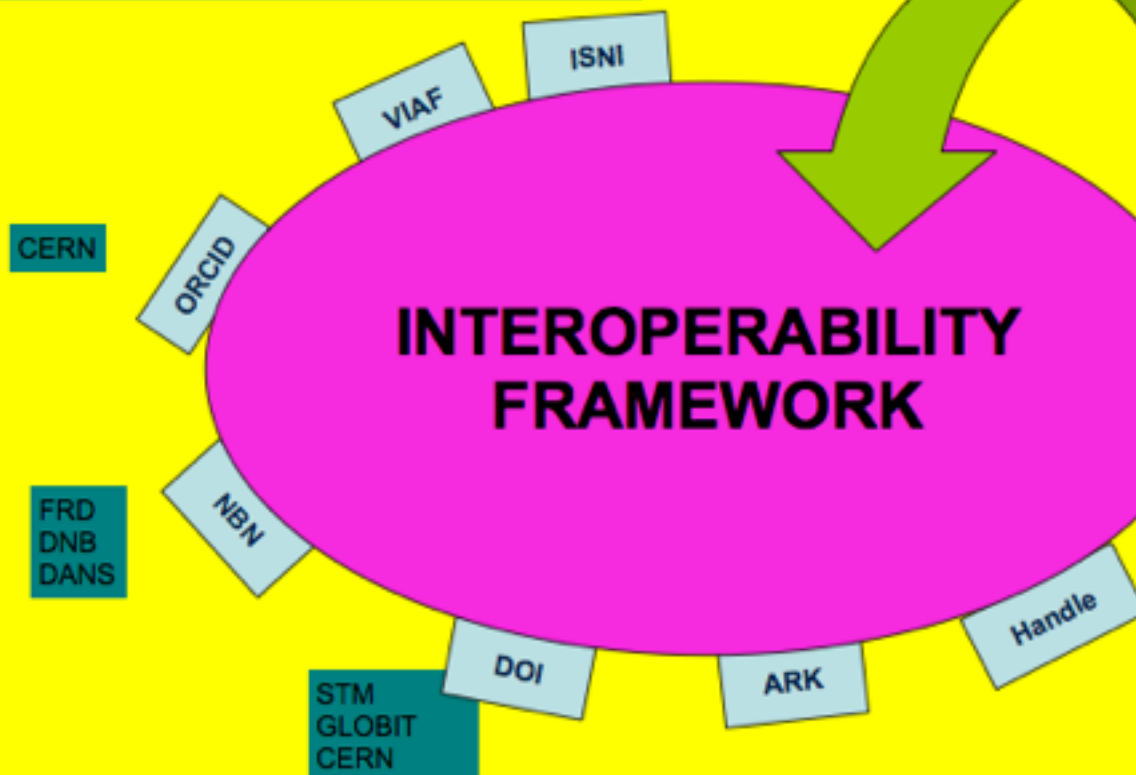 ISNI
VIAF
CERN
ORCID
INTEROPERABILITY
FRAMEWORK
NBN
FRD
DNB
DANS
Handle
DOI
ARK
STM
GLOBIT
CERN